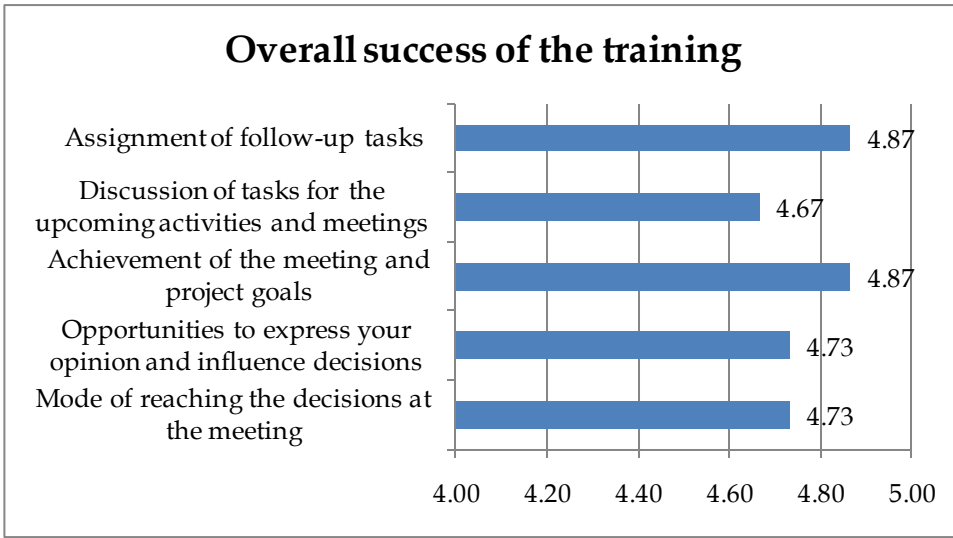 Overall success of the training
Assignment of follow-up tasks
4.87
Discussion of tasks for the
upcoming activities and meetings
4.67
Achievement of the meeting and
project goals
4.87
Opportunities to express your
opinion and influence decisions
4.73
Mode of reaching the decisions at
the meeting
4.73
4.00 4.20 4.40 4.60 4.80 5.00